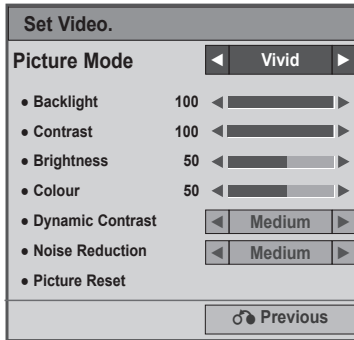 Set Video.
Picture Mode ◀ Vivid ▶
• Backlight 100
• Contrast 100
• Brightness 50
• Colour 50
• Dynamic Contrast ◀ Medium ▶
• Noise Reduction ◀ Medium ▶
• Picture Reset
Previous